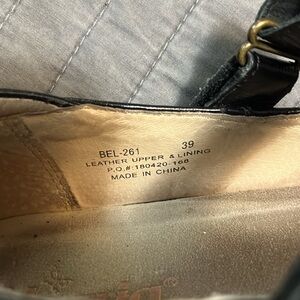 BEL-261 39
LEATHER UPPER & LINING
P.O.#:180420-168
MADE IN CHINA